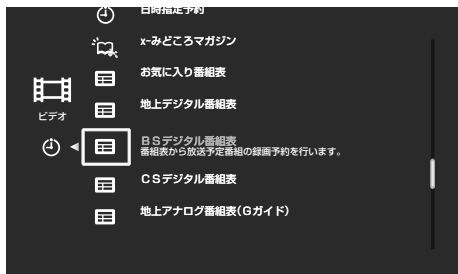 日時指定予約
x-みどころマガジン
お気に入り番組表
地上デジタル番組表
ビデオ
BSデジタル番組表
番組表から放送予定番組の録画予約を行います。
CSデジタル番組表
地上アナログ番組表(Gガイド)